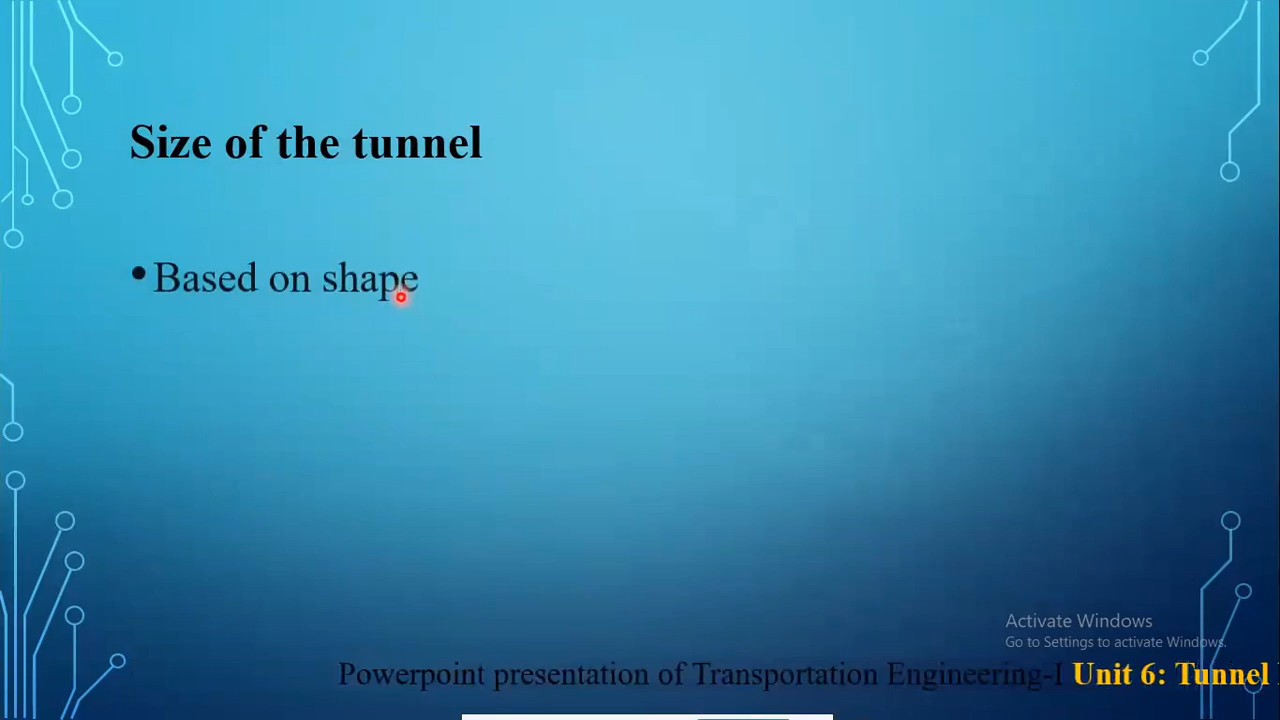 Size of the tunnel
• Based on shape
Activate Windows
Go to Settings to activate Windows.
Powerpoint presentation of Transportation Engineering-I Unit 6: Tunnel